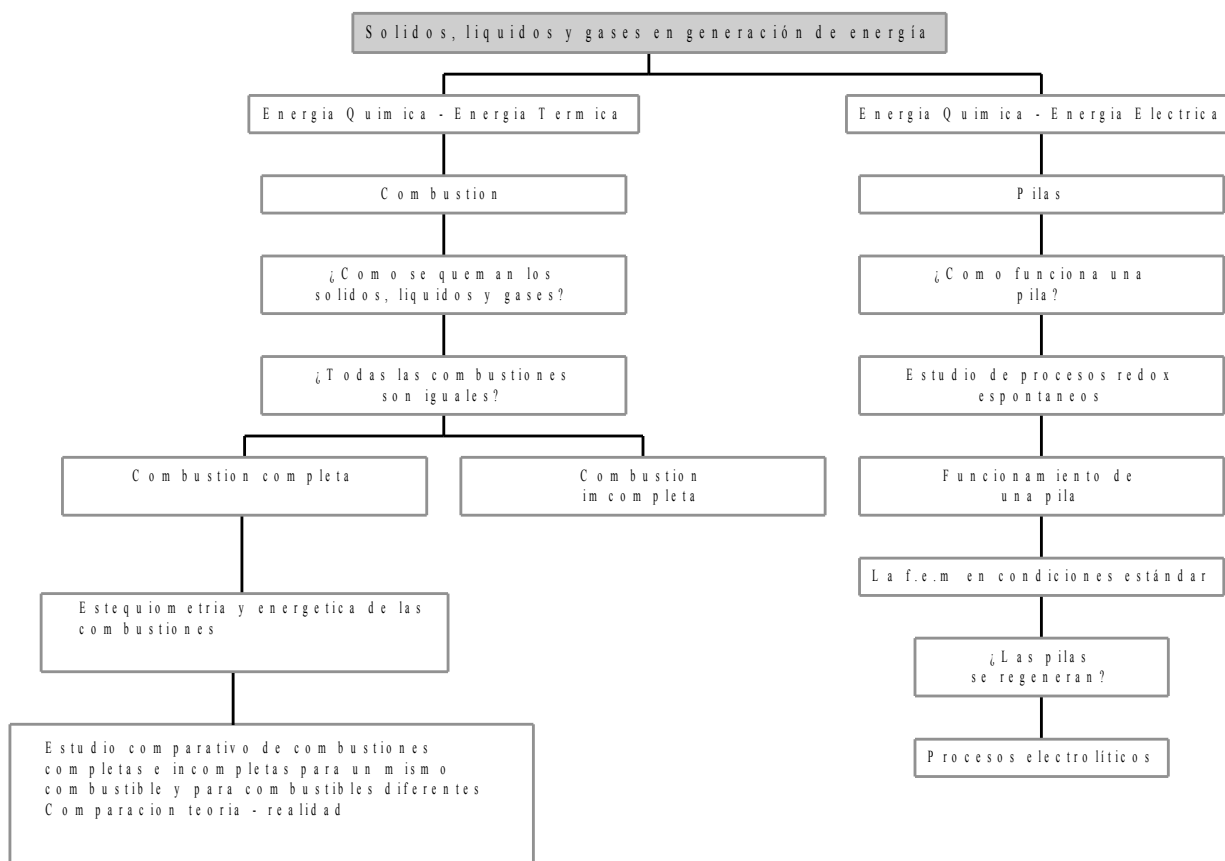 Solidos, liquidos y gases en generación de energía
Energia Quimica - Energia Termica
Energia Quimica - Energia Electrica
Combustion
Pilas
¿Como se queman los
solidos, liquidos y gases?
¿Como funciona una
pila?
¿Todas las combustiones
son iguales?
Estudio de procesos redox
espontaneos
Combustion completa
Combustion
imcompleta
Funcionamiento de
una pila
La f.e.m en condiciones estándar
Estequiometria y energetica de las
combustiones
¿Las pilas
se regeneran?
Estudio comparativo de combustiones
completas e incompletas para un mismo
combustible y para combustibles diferentes
Comparacion teoria - realidad
Procesos electrolíticos